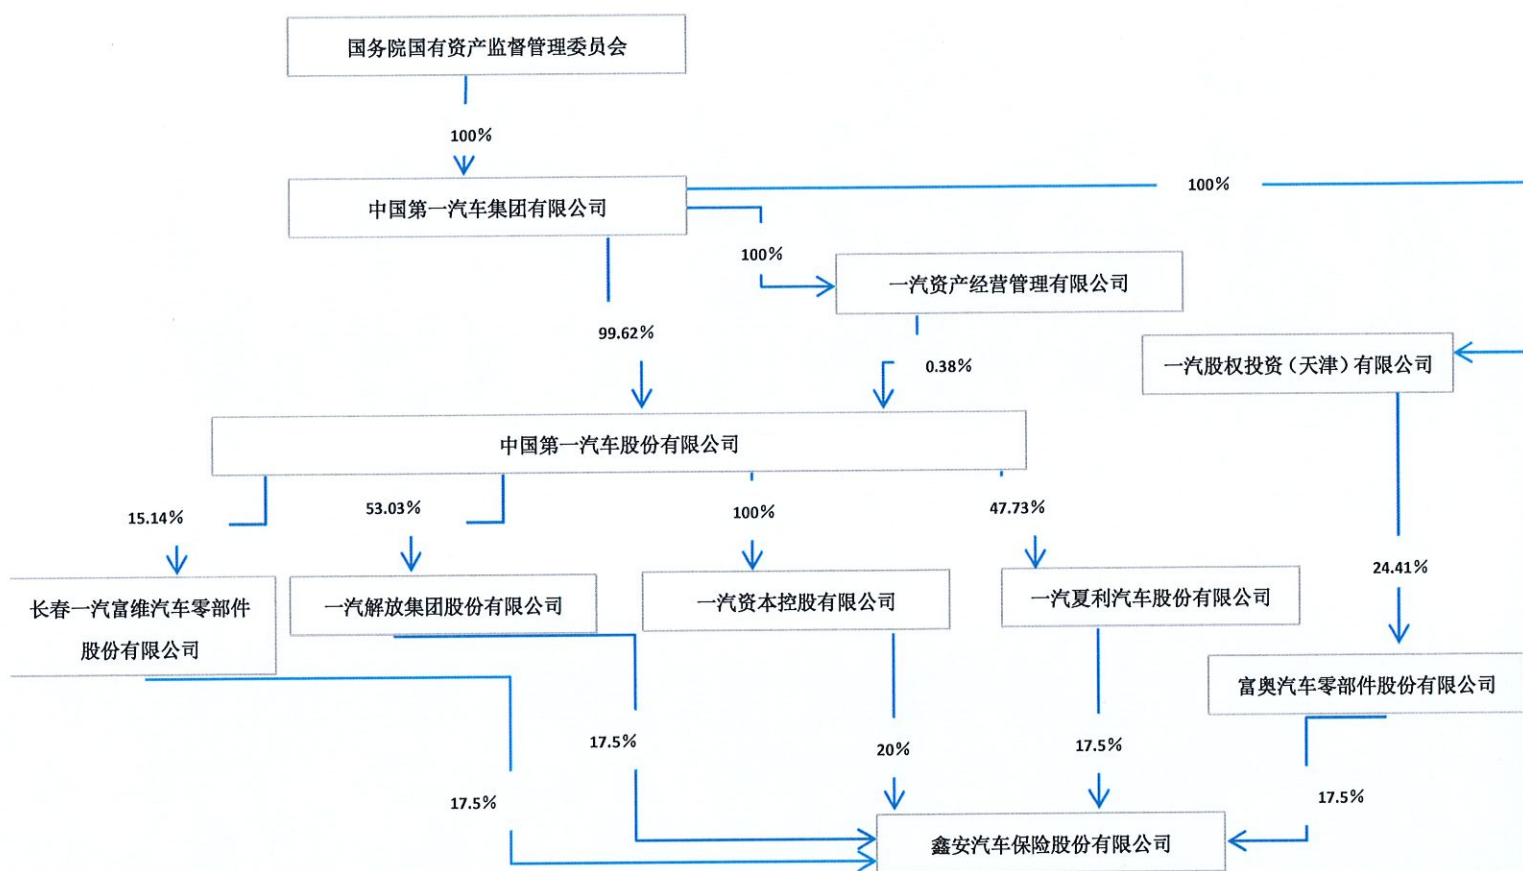 国务院国有资产监督管理委员会
100%
中国第一汽车集团有限公司
100%
100%
一汽资产经营管理有限公司
99.62%
0.38%
一汽股权投资（天津）有限公司
中国第一汽车股份有限公司
15.14%
53.03%
100%
47.73%
24.41%
长春一汽富维汽车零部件
股份有限公司
一汽解放集团股份有限公司
一汽资本控股有限公司
一汽夏利汽车股份有限公司
富奥汽车零部件股份有限公司
17.5%
17.5%
20%
17.5%
17.5%
鑫安汽车保险股份有限公司